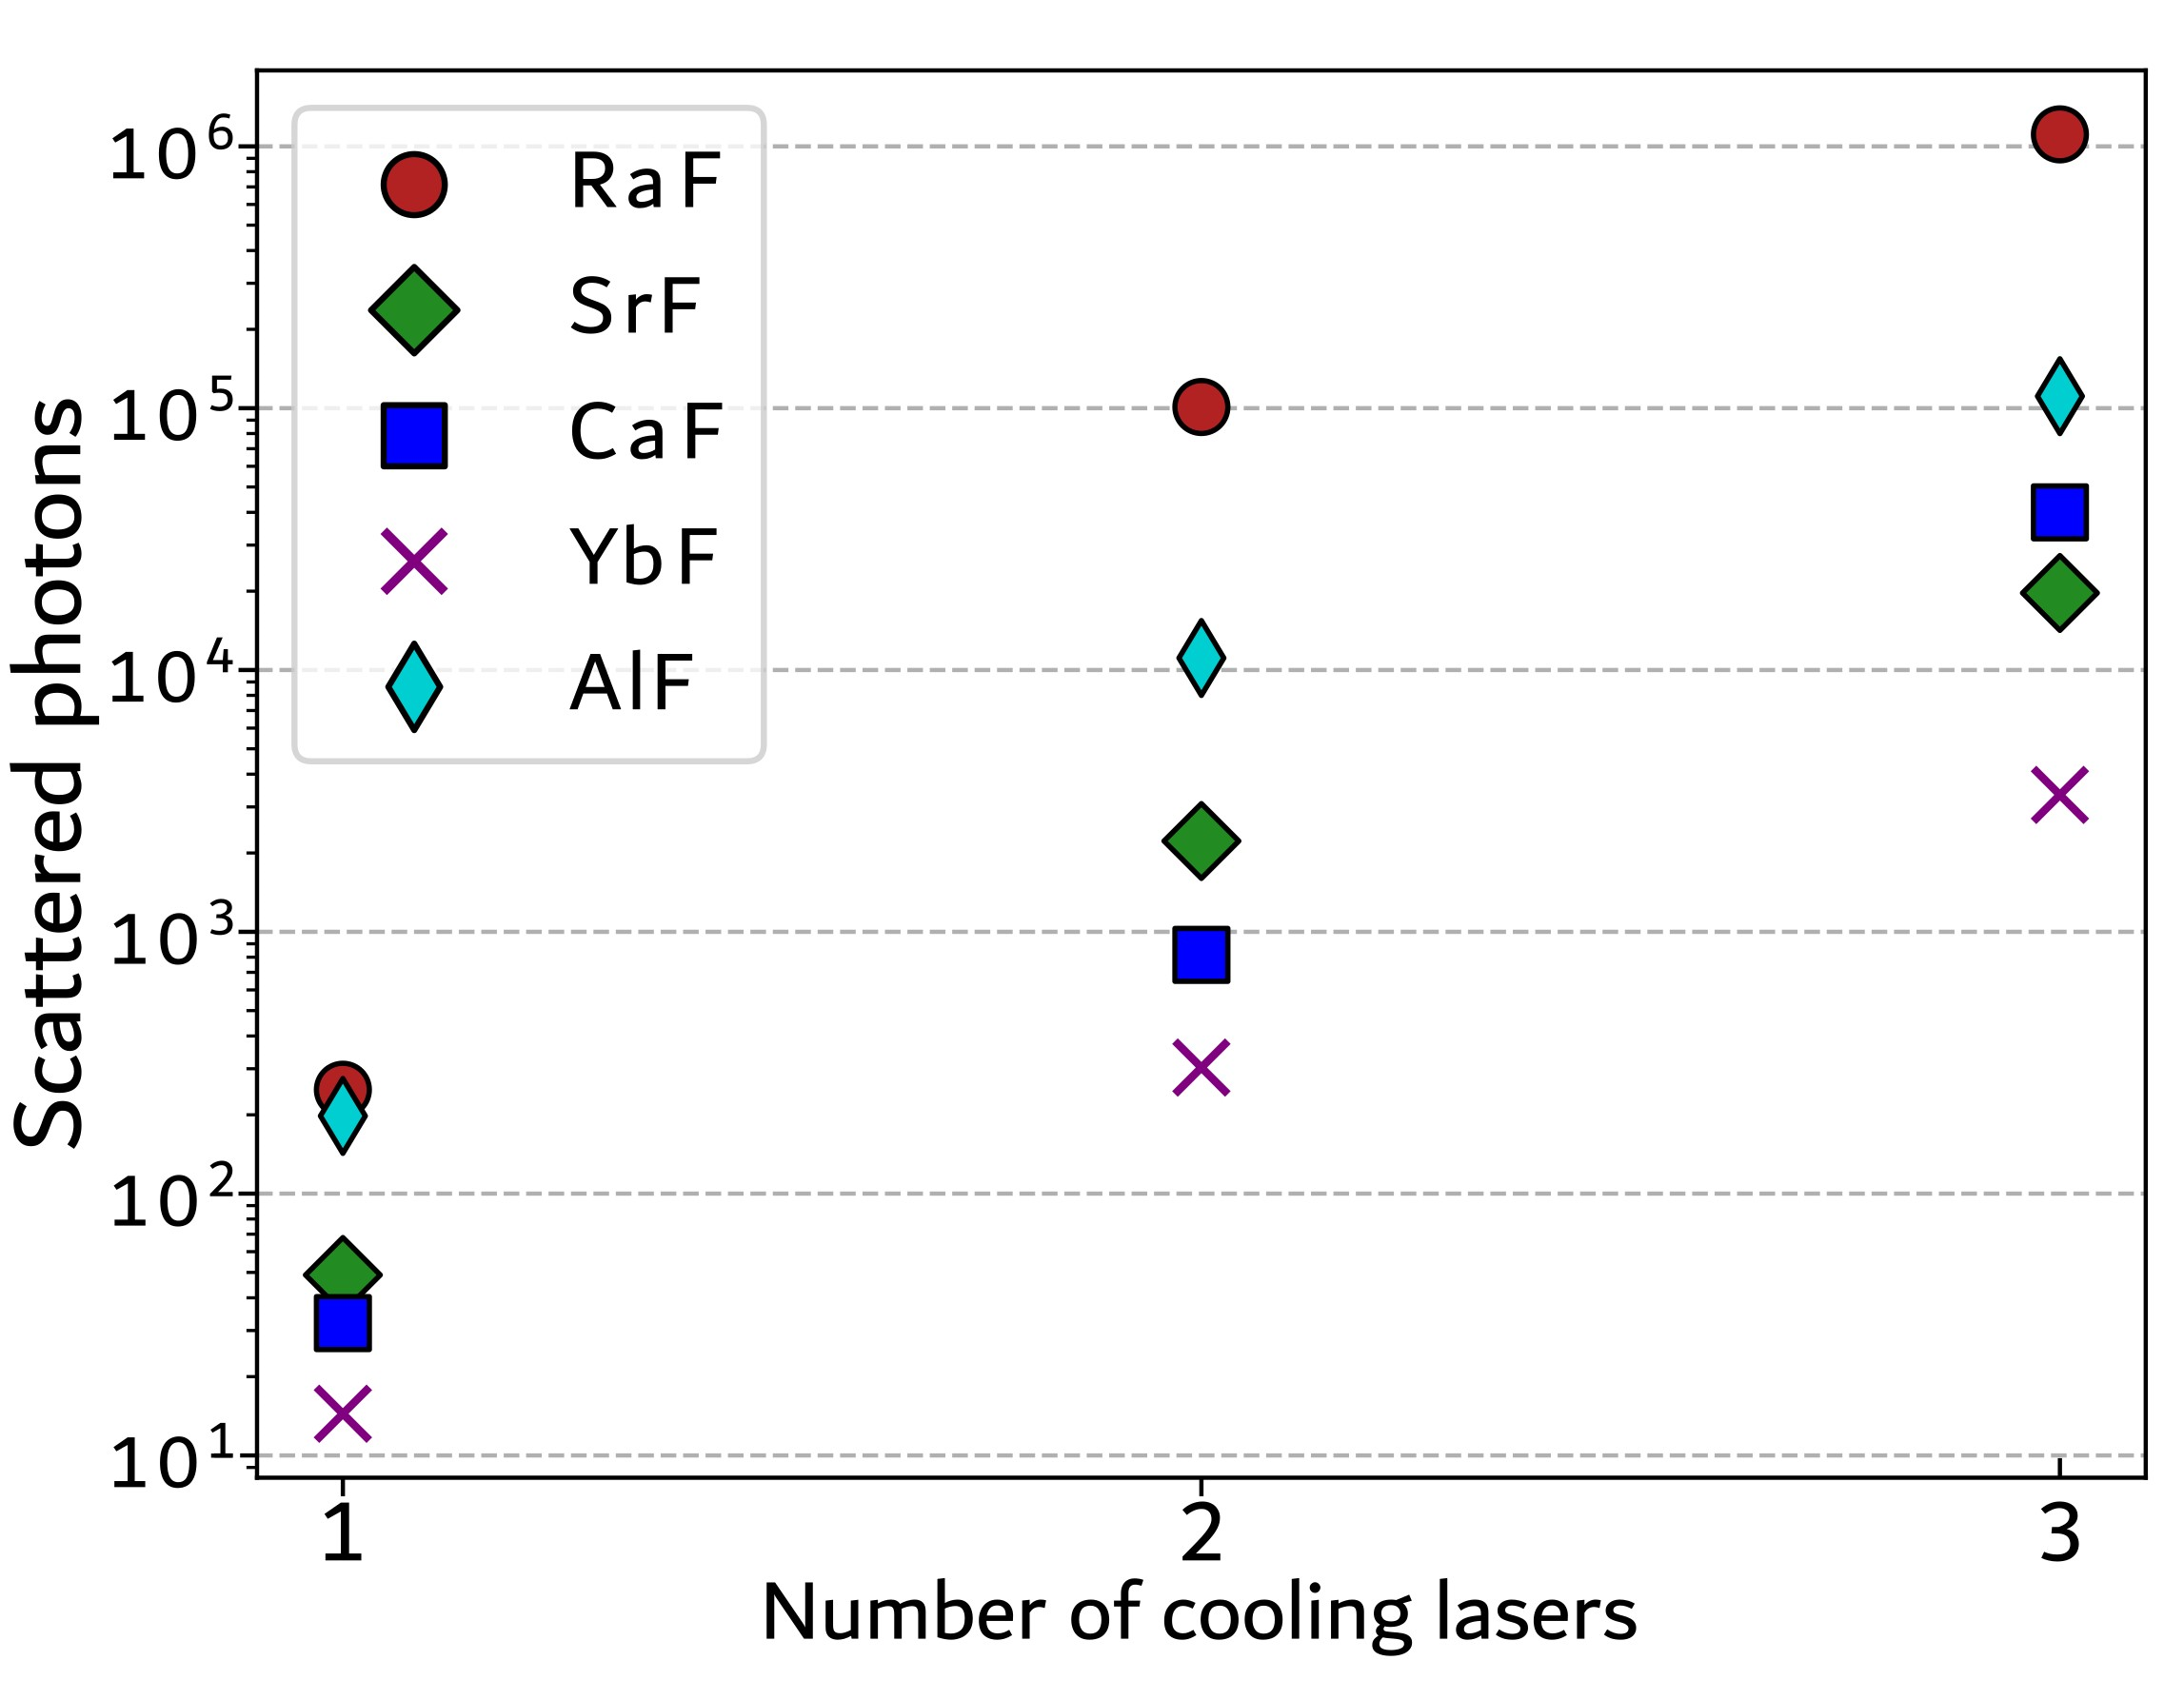 Scattered photons
10^6
10^5
10^4
10^3
10^2
10^1
RaF
SrF
CaF
YbF
AlF
1 2 3
Number of cooling lasers